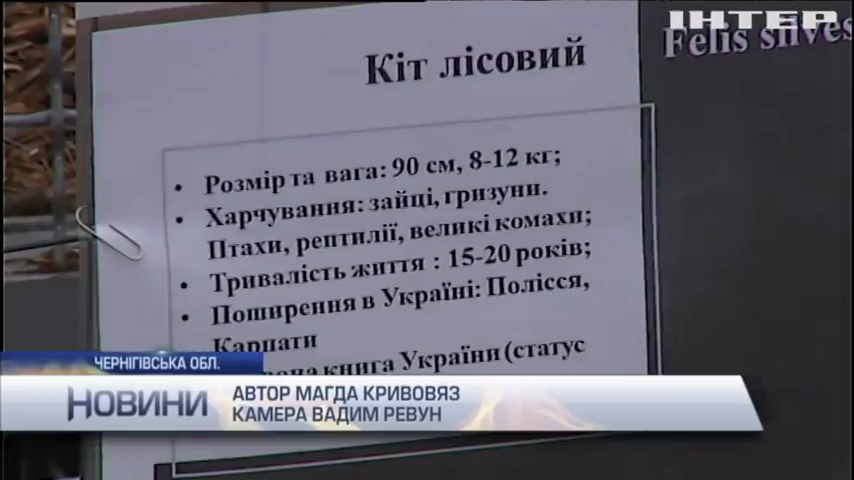 ІНТЕР
Felis silves
Кіт лісовий
• Розмір та вага: 90 см, 8-12 кг;
• Харчування: зайці, гризуни.
Птахи, рептилії, великі комахи;
• Тривалість життя : 15-20 років;
• Поширення в Україні: Полісся,
Карпати
книга України (статус
ЧЕРНІГІВСЬКА ОБЛ.
НОВИНИ
АВТОР МАГДА КРИВОВЯЗ
КАМЕРА ВАДИМ РЕВУН